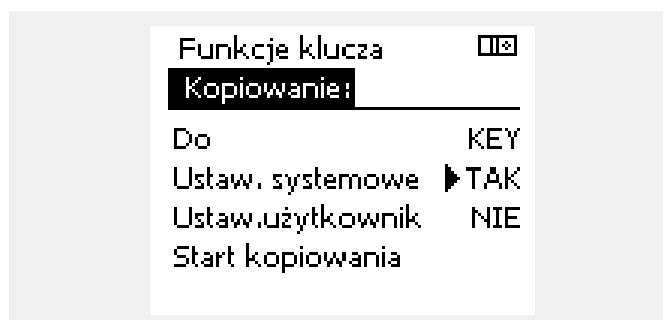 Funkcje klucza
Kopiowanie:
Do KEY
Ustaw. systemowe ▶TAK
Ustaw.użytkownik NIE
Start kopiowania